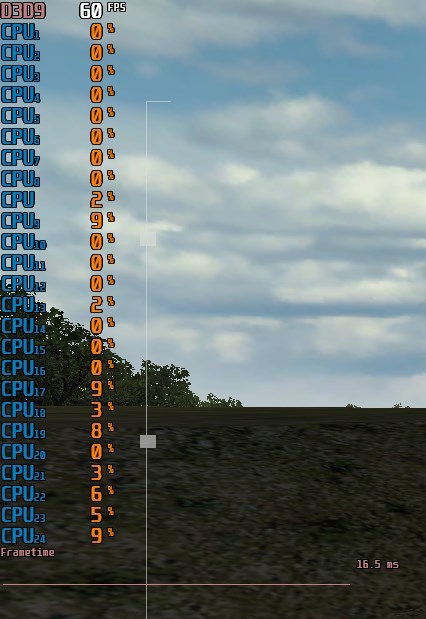 D3D9 60 FPS
CPU1 0 %
CPU2 0 %
CPU3 0 %
CPU4 0 %
CPU5 0 %
CPU6 0 %
CPU7 0 %
CPU8 0 %
CPU 2 %
CPU9 9 %
CPU10 0 %
CPU11 0 %
CPU12 0 %
CPU13 2 %
CPU14 0 %
CPU15 0 %
CPU16 0 %
CPU17 9 %
CPU18 3 %
CPU19 8 %
CPU20 0 %
CPU21 3 %
CPU22 6 %
CPU23 5 %
CPU24 9 %
Frametime
16.5 ms